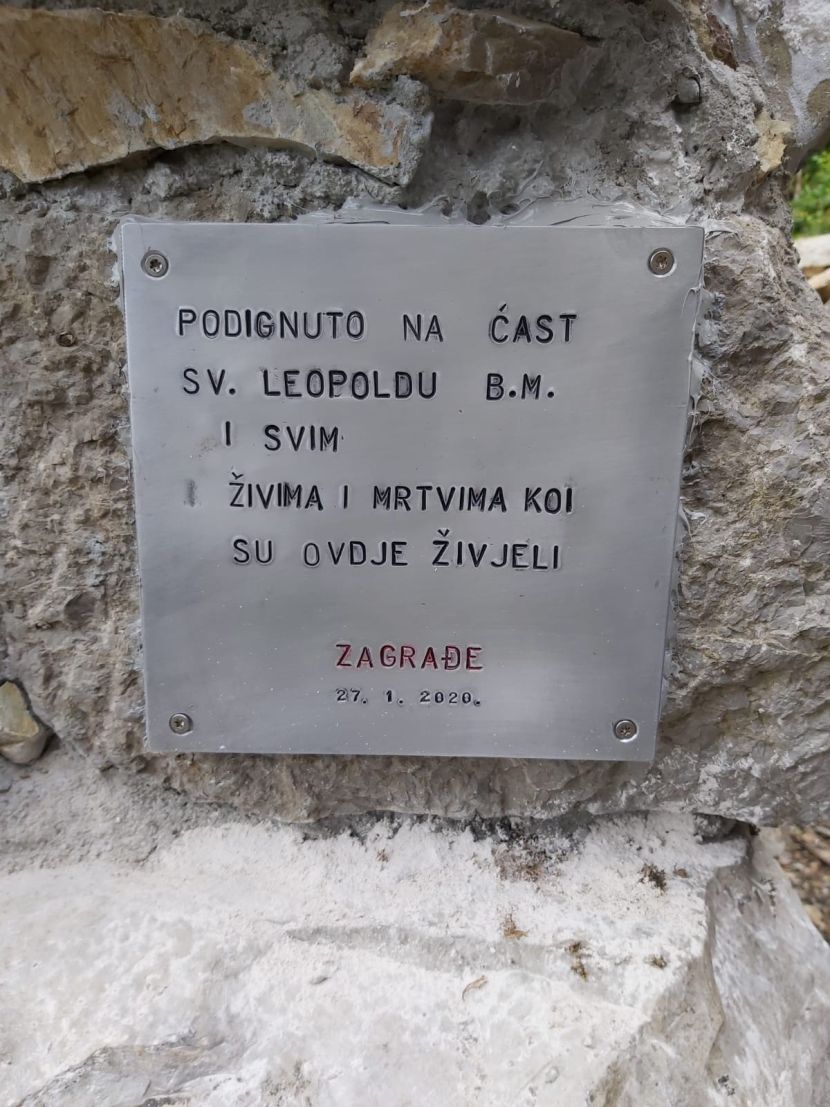 PODIGNUTO NA ĆAST
SV. LEOPOLDU B.M.
I SVIM
ŽIVIMA I MRTVIMA KOI
SU OVDJE ŽIVJELI
ZAGRAĐE
27. 1. 2020.